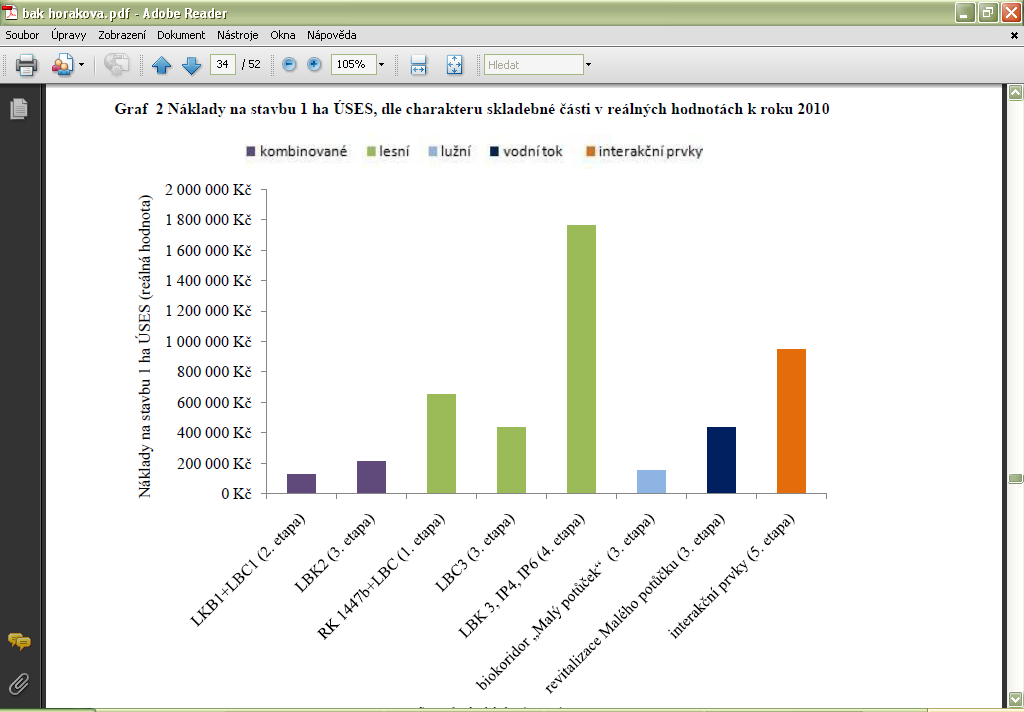 bak horakova.pdf - Adobe Reader
Soubor Úpravy Zobrazení Dokument Nástroje Okna Nápověda
34 / 52 105% Hledat
Graf 2 Náklady na stavbu 1 ha ÚSES, dle charakteru skladebné části v reálných hodnotách k roku 2010
kombinované lesní lužní vodní tok interakční prvky
Náklady na stavbu 1 ha ÚSES (reálná hodnota)
2 000 000 Kč
1 800 000 Kč
1 600 000 Kč
1 400 000 Kč
1 200 000 Kč
1 000 000 Kč
800 000 Kč
600 000 Kč
400 000 Kč
200 000 Kč
0 Kč
LKB1+LBC1 (2. etapa)
LBK2 (3. etapa)
RK 1447b+LBC (1. etapa)
LBC3 (3. etapa)
LBK 3, IP4, IP6 (4. etapa)
biokoridor „Malý potůček“ (3. etapa)
revitalizace Malého potůčku (3. etapa)
interakční prvky (5. etapa)